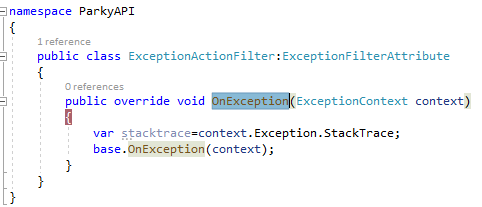 namespace ParkyAPI
{
1 reference
public class ExceptionActionFilter:ExceptionFilterAttribute
{
0 references
public override void OnException(ExceptionContext context)
{
var stacktrace=context.Exception.StackTrace;
base.OnException(context);
}
}
}